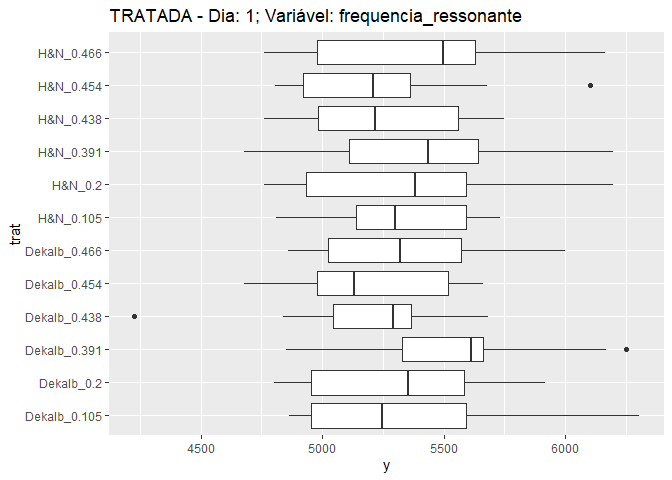 TRATADA - Dia: 1; Variável: frequencia_ressonante
H&N_0.466
H&N_0.454
H&N_0.438
H&N_0.391
H&N_0.2
H&N_0.105
Dekalb_0.466
Dekalb_0.454
Dekalb_0.438
Dekalb_0.391
Dekalb_0.2
Dekalb_0.105
trat
4500 5000 5500 6000
y